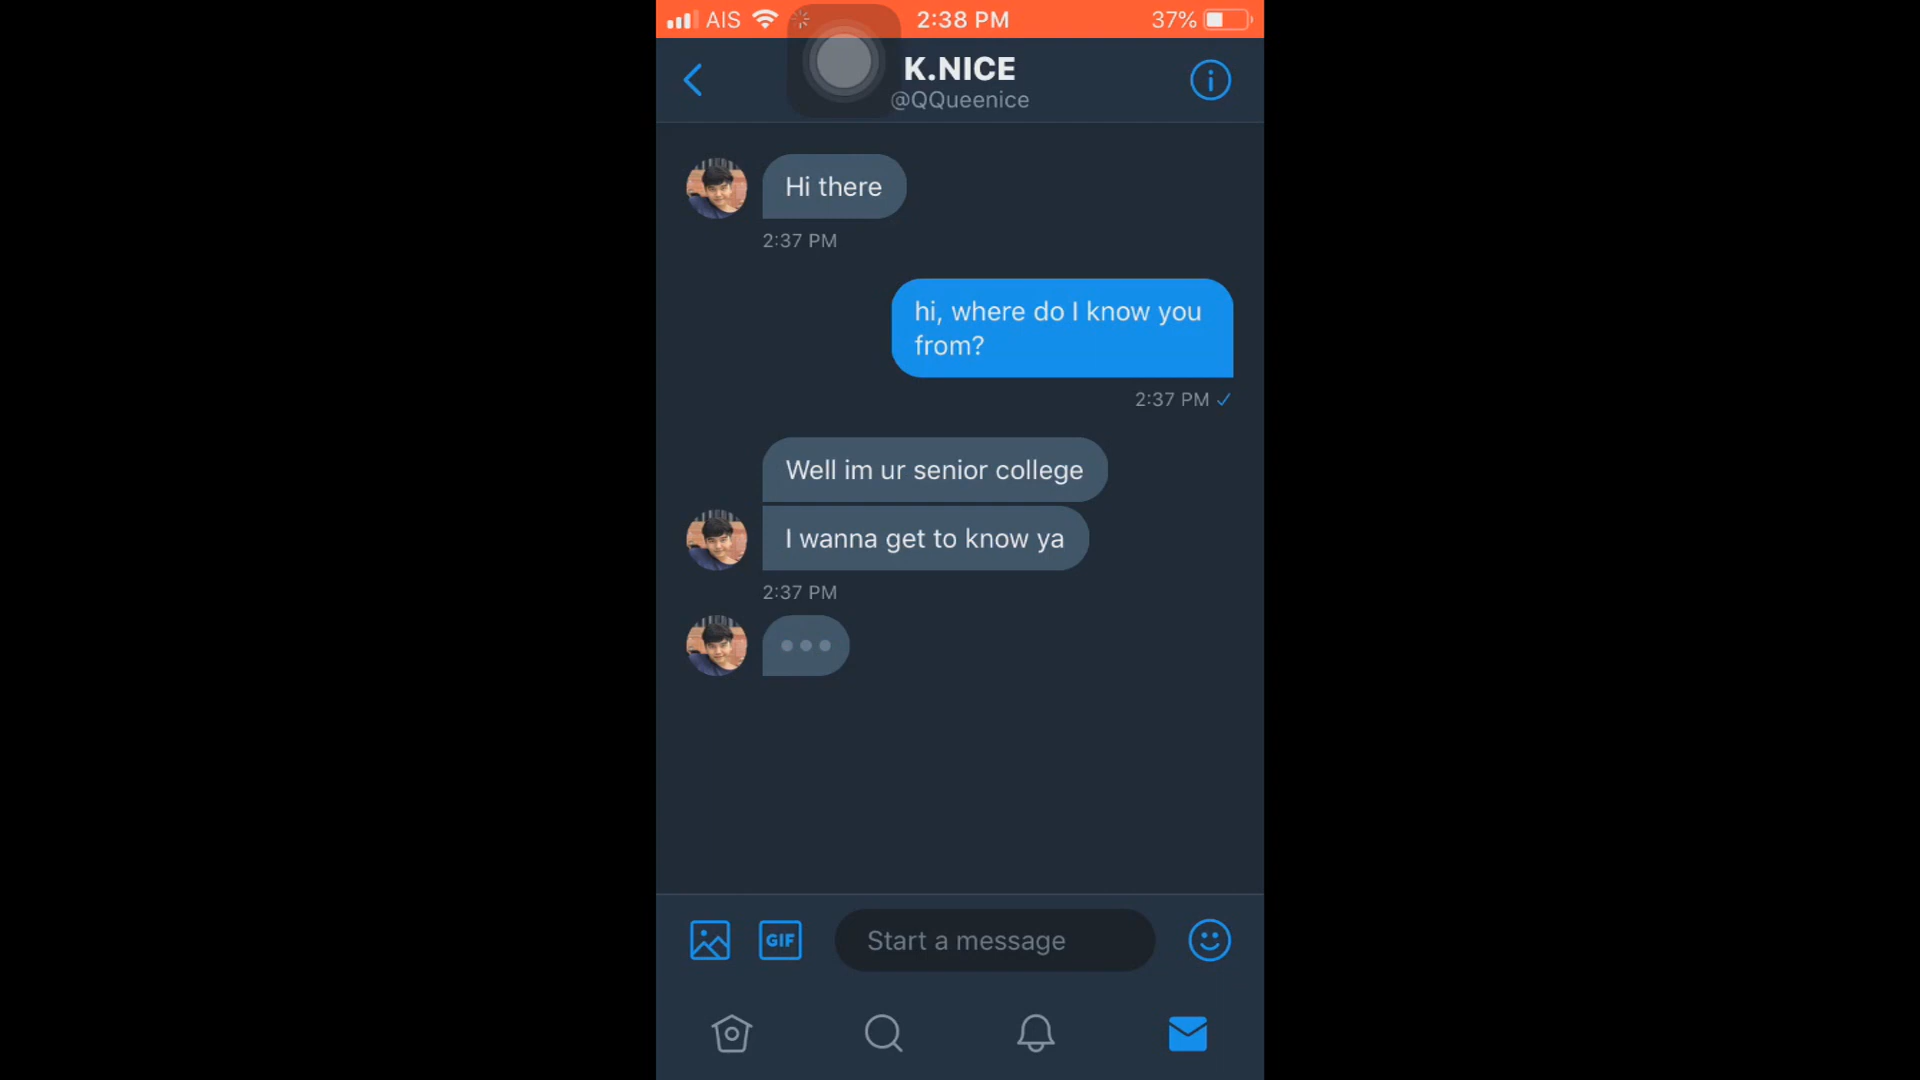 AIS 2:38 PM 37%
K.NICE
@QQueenice
Hi there
2:37 PM
hi, where do I know you
from?
2:37 PM
Well im ur senior college
I wanna get to know ya
2:37 PM
GIF Start a message